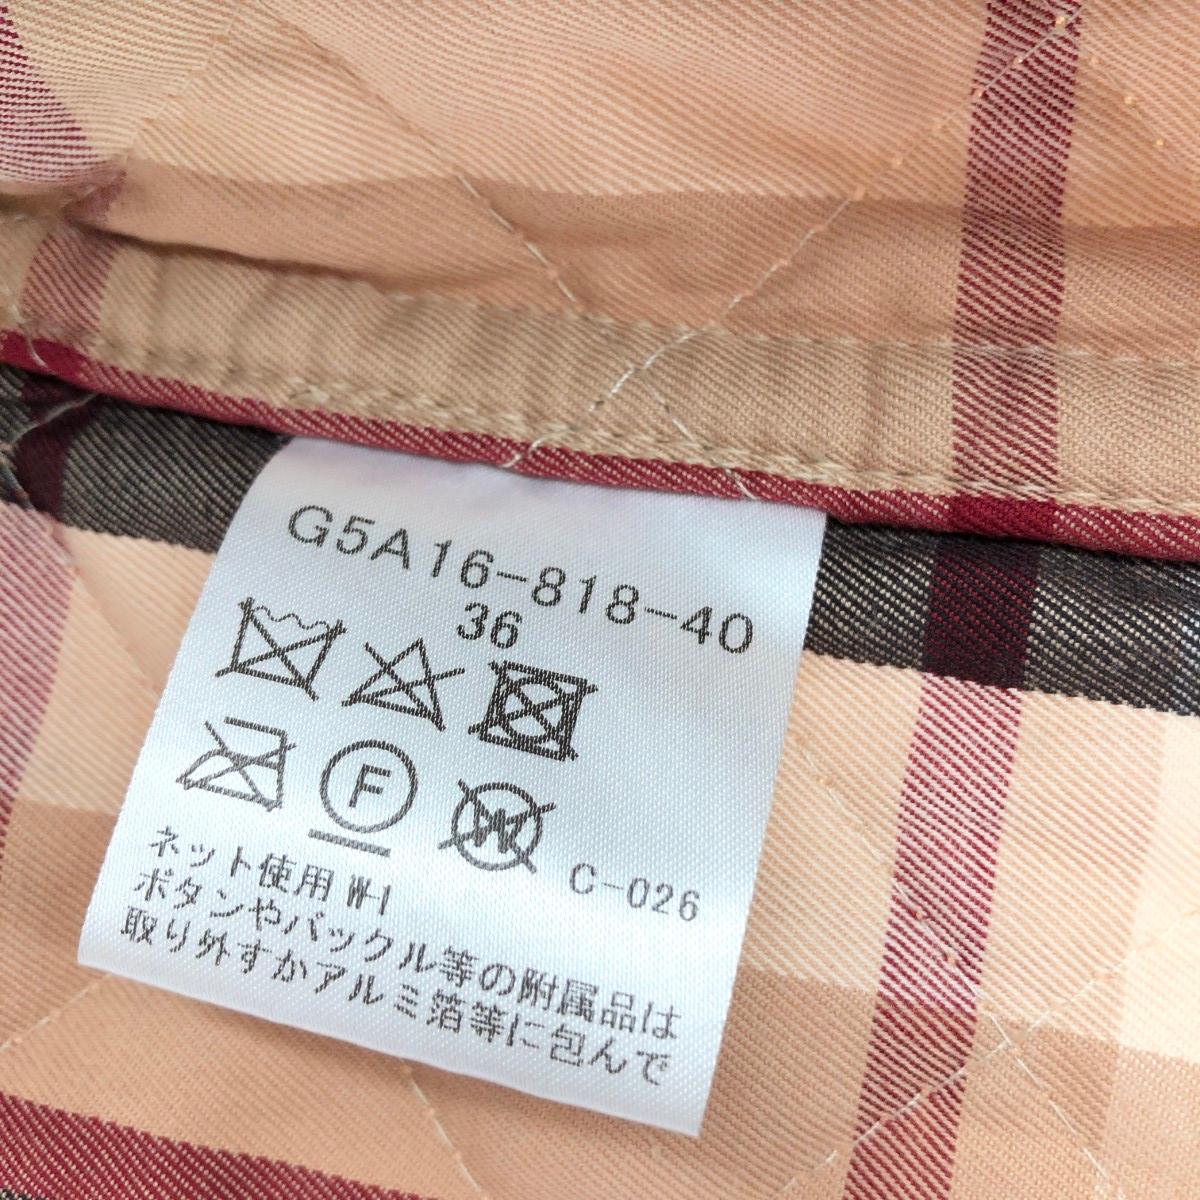 G5A16-818-40
36
F
W
C-026
ネット使用 W-I
ボタンやバックル等の附属品は
取り外すかアルミ箔等に包んで